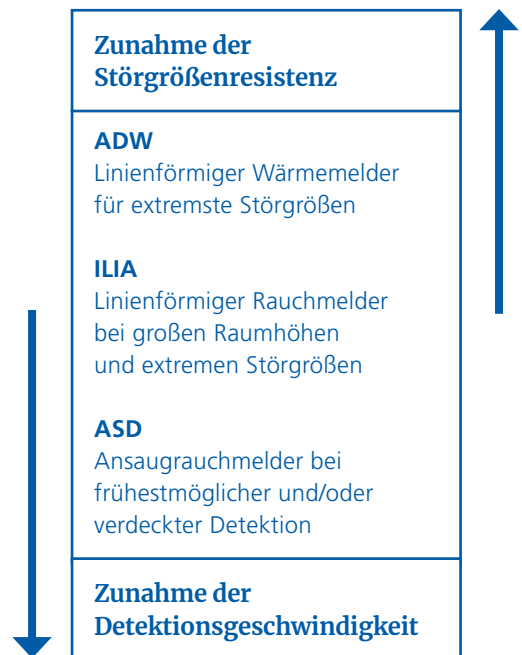 Zunahme der
Störgrößenresistenz
ADW
Linienförmiger Wärmemelder
für extremste Störgrößen
ILIA
Linienförmiger Rauchmelder
bei großen Raumhöhen
und extremen Störgrößen
ASD
Ansaugrauchmelder bei
frühestmöglicher und/oder
verdeckter Detektion
Zunahme der
Detektionsgeschwindigkeit